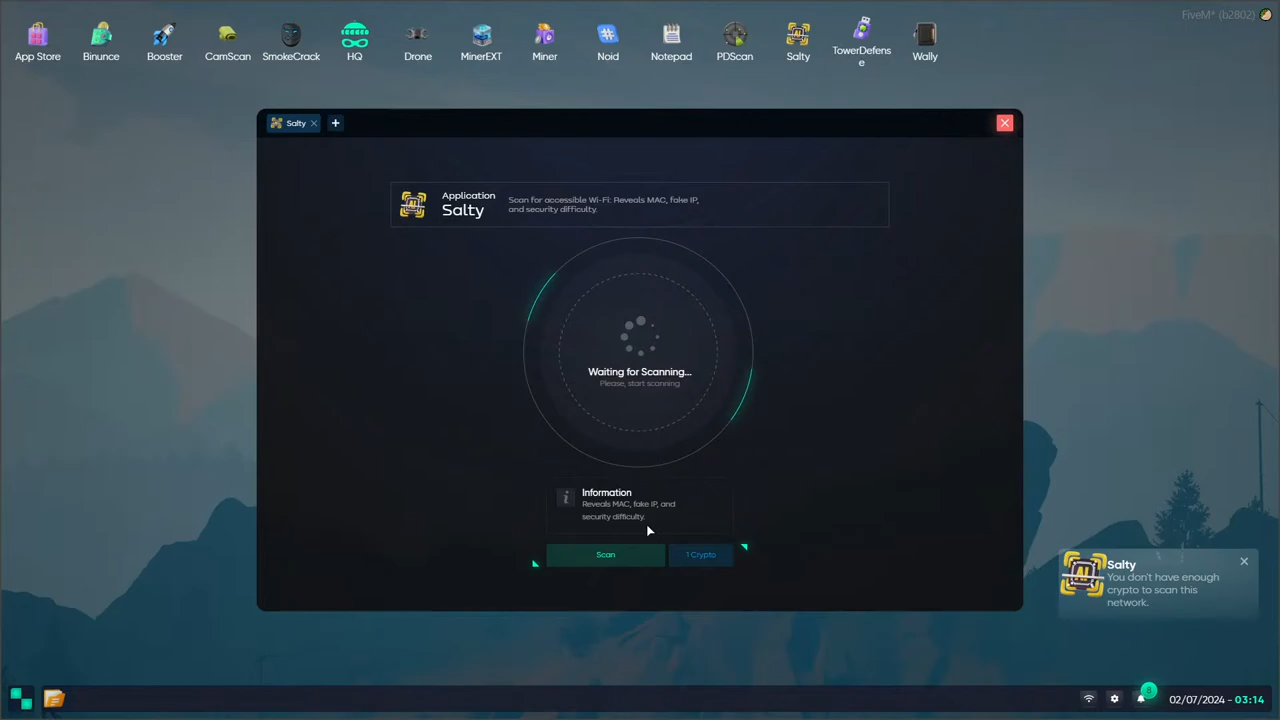 FiveM* (b2802)
App Store
Binunce
Booster
CamScan
SmokeCrack
HQ
Drone
MinerEXT
Miner
Noid
Notepad
PDScan
Salty
TowerDefens
e
Wally
Salty
Application
Salty
Scan for accessible Wi-Fi: Reveals MAC, fake IP,
and security difficulty.
Waiting for Scanning...
Please, start scanning
Information
Reveals MAC, fake IP, and
security difficulty.
Scan
1 Crypto
Salty
You don't have enough
crypto to scan this
network.
8
02/07/2024 - 03:14